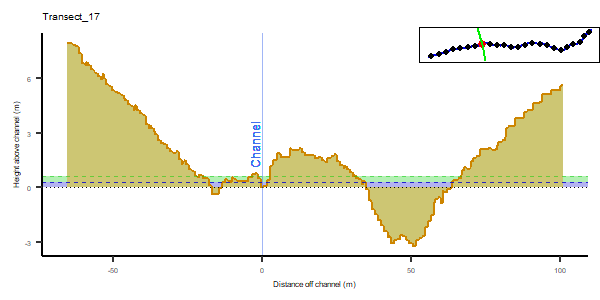 Transect_17
Height above channel (m)
6
3
0
-3
Channel
-50
0
50
100
Distance off channel (m)